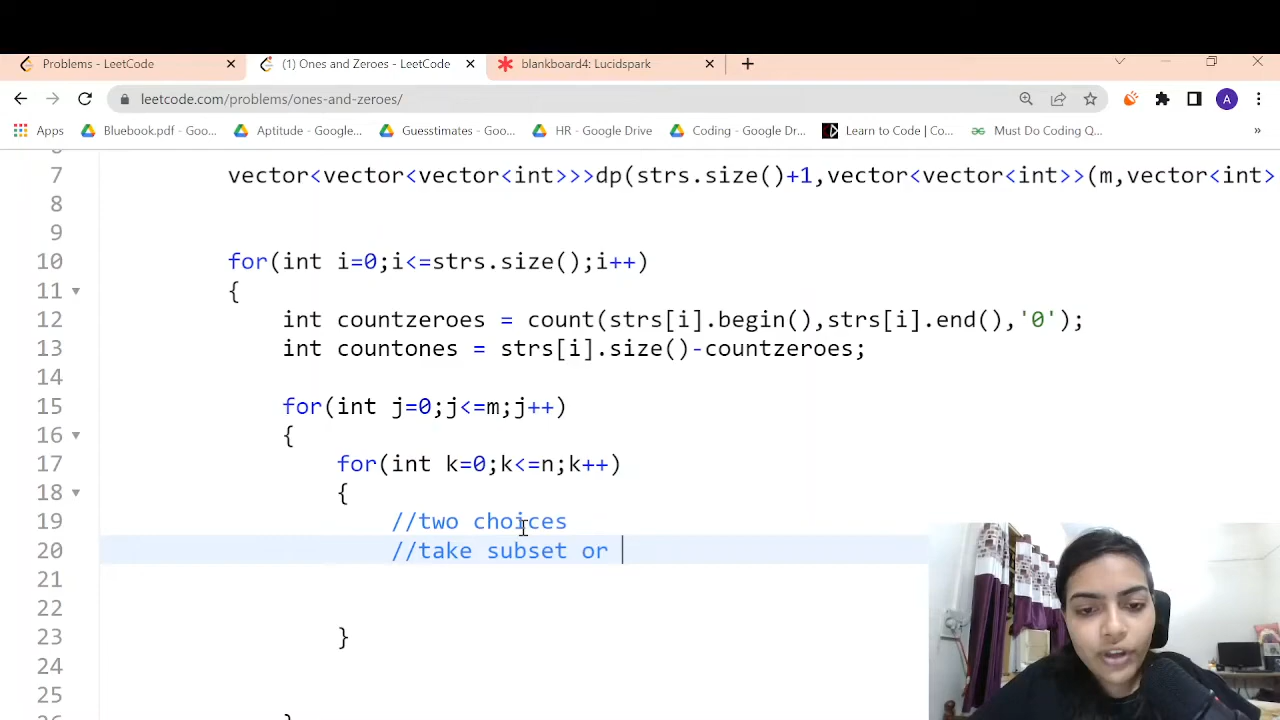 Problems - LeetCode
(1) Ones and Zeroes - LeetCode
blankboard4: Lucidspark
leetcode.com/problems/ones-and-zeroes/
A
Apps
Bluebook.pdf - Goo...
Aptitude - Google...
Guesstimates - Goo...
HR - Google Drive
Coding - Google Dr...
Learn to Code | Co...
Must Do Coding Q...
»
7 vector<vector<vector<int>>>dp(strs.size()+1,vector<vector<int>>(m,vector<int>
8
9
10 for(int i=0;i<=strs.size();i++)
11 {
12 int countzeroes = count(strs[i].begin(),strs[i].end(),'0');
13 int countones = strs[i].size()-countzeroes;
14
15 for(int j=0;j<=m;j++)
16 {
17 for(int k=0;k<=n;k++)
18 {
19 //two choices
20 //take subset or
21
22
23 }
24
25